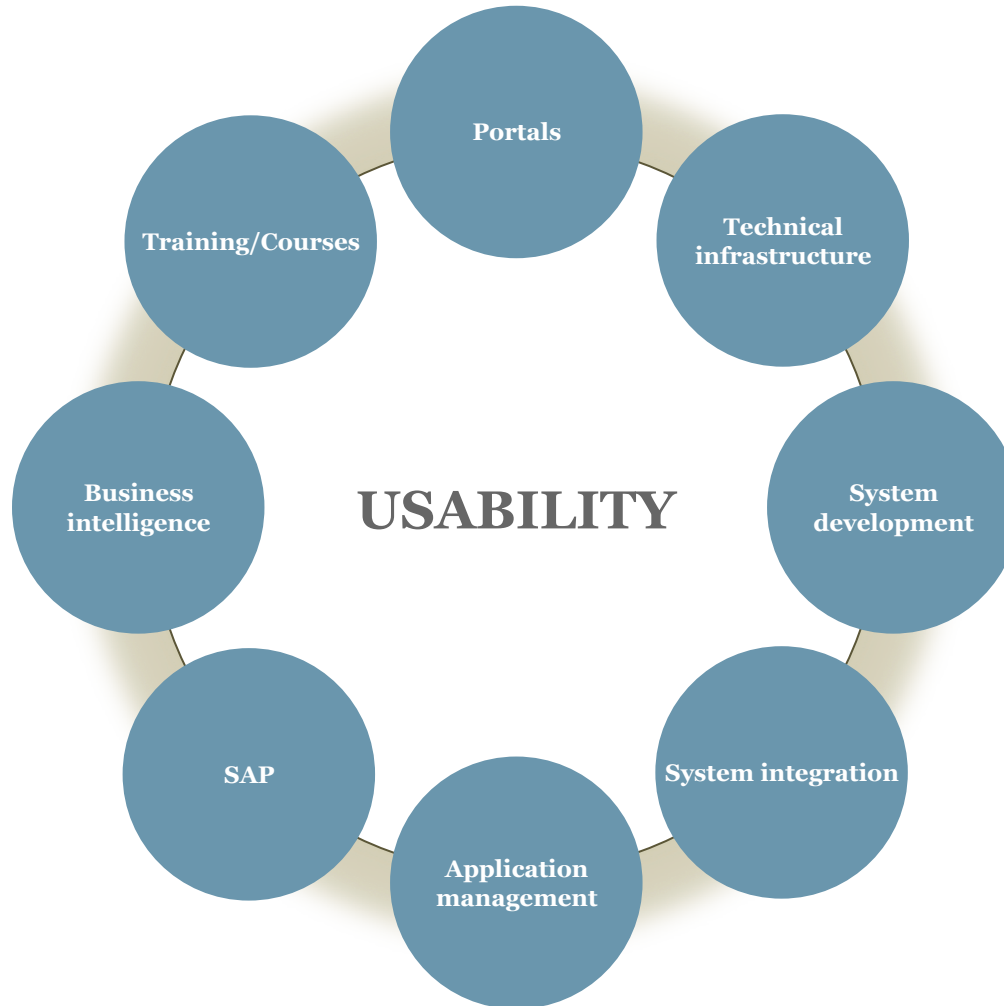 Portals
Technical
infrastructure
Training/Courses
Business
intelligence
USABILITY
System
development
SAP
System integration
Application
management